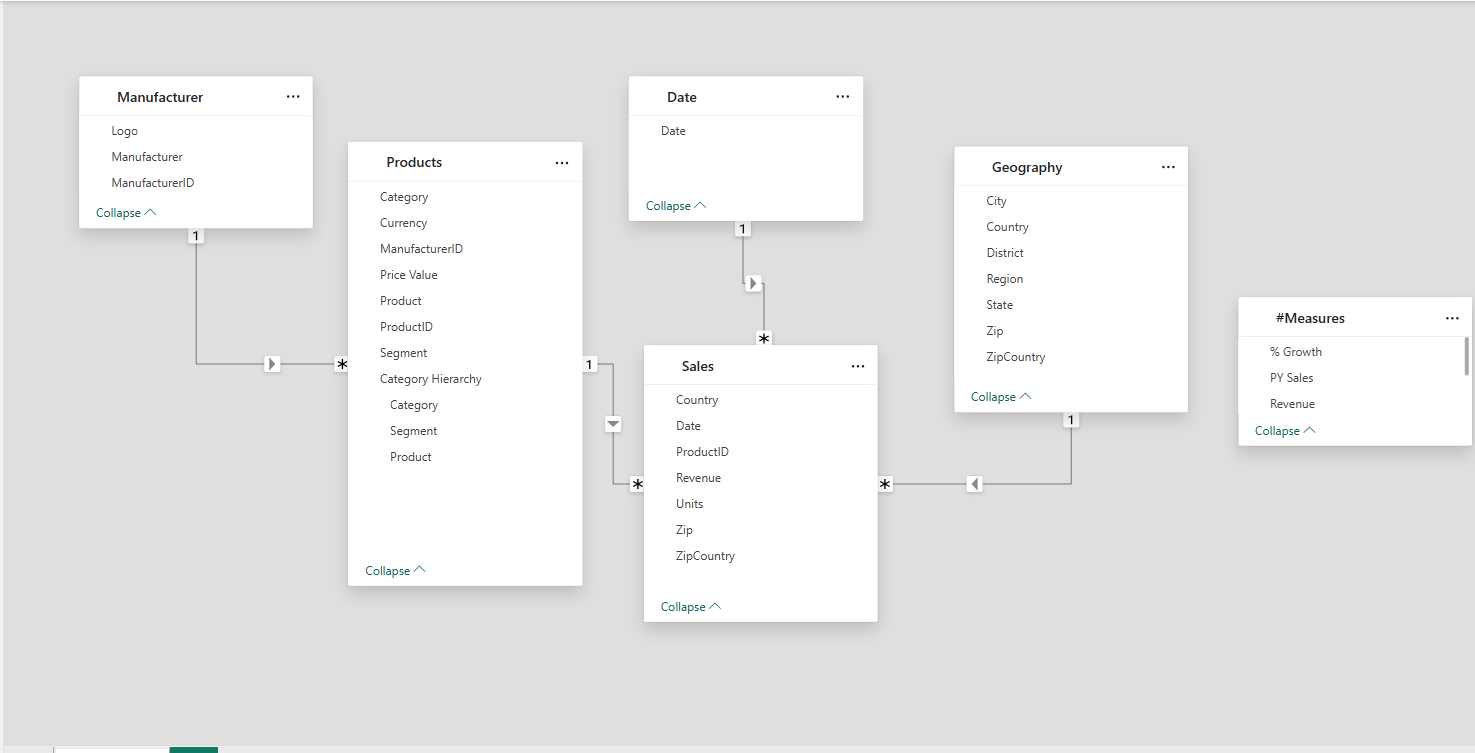 Manufacturer
Logo
Manufacturer
ManufacturerID
Collapse
1
*
Products
Category
Currency
ManufacturerID
Price Value
Product
ProductID
Segment
Category Hierarchy
Category
Segment
Product
Collapse
1
*
Date
Date
Collapse
1
*
Sales
Country
Date
ProductID
Revenue
Units
Zip
ZipCountry
Collapse
Geography
City
Country
District
Region
State
Zip
ZipCountry
Collapse
1
*
#Measures
% Growth
PY Sales
Revenue
Collapse